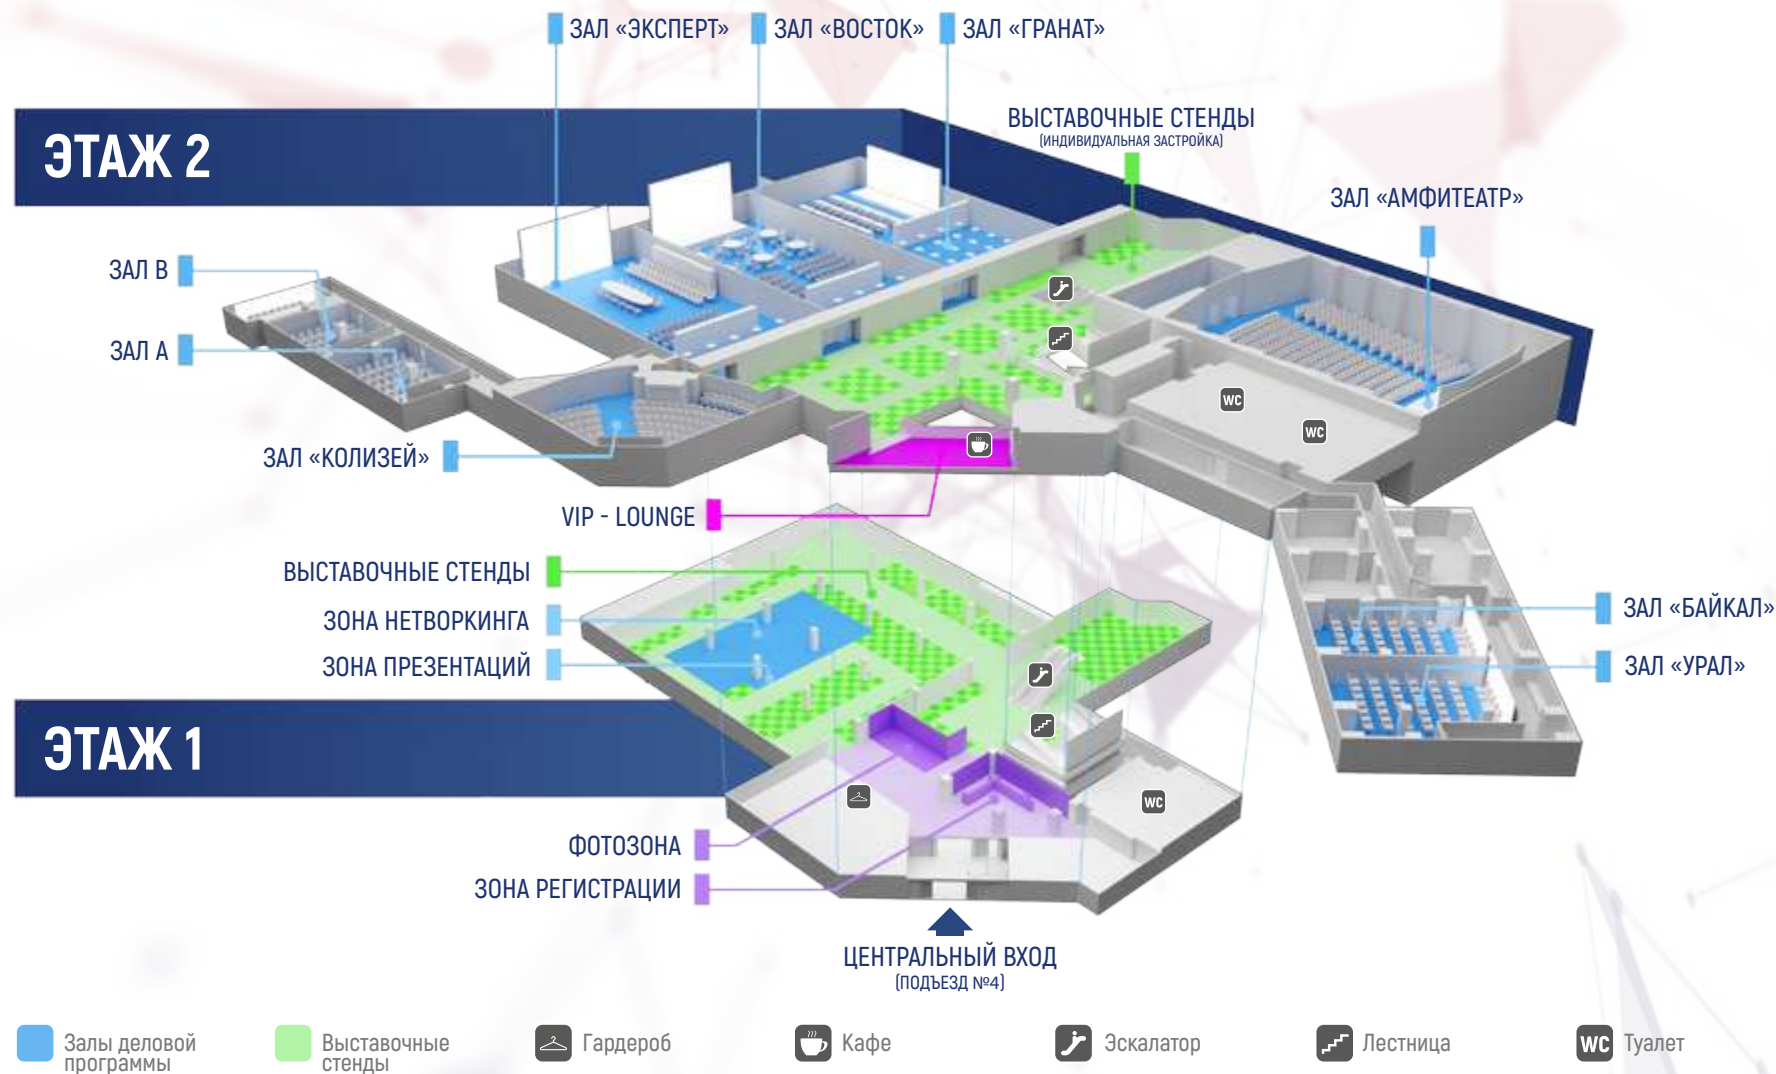 ЗАЛ «ЭКСПЕРТ»
ЗАЛ «ВОСТОК»
ЗАЛ «ГРАНАТ»
ВЫСТАВОЧНЫЕ СТЕНДЫ
(ИНДИВИДУАЛЬНАЯ ЗАСТРОЙКА)
ЭТАЖ 2
ЗАЛ «АМФИТЕАТР»
ЗАЛ В
ЗАЛ А
ЗАЛ «КОЛИЗЕЙ»
WC
WC
VIP - LOUNGE
ВЫСТАВОЧНЫЕ СТЕНДЫ
ЗОНА НЕТВОРКИНГА
ЗОНА ПРЕЗЕНТАЦИЙ
ЗАЛ «БАЙКАЛ»
ЗАЛ «УРАЛ»
ЭТАЖ 1
WC
ФОТОЗОНА
ЗОНА РЕГИСТРАЦИИ
ЦЕНТРАЛЬНЫЙ ВХОД
(ПОДЪЕЗД №4)
Залы деловой
программы
Выставочные
стенды
Гардероб
Кафе
Эскалатор
Лестница
WC Туалет